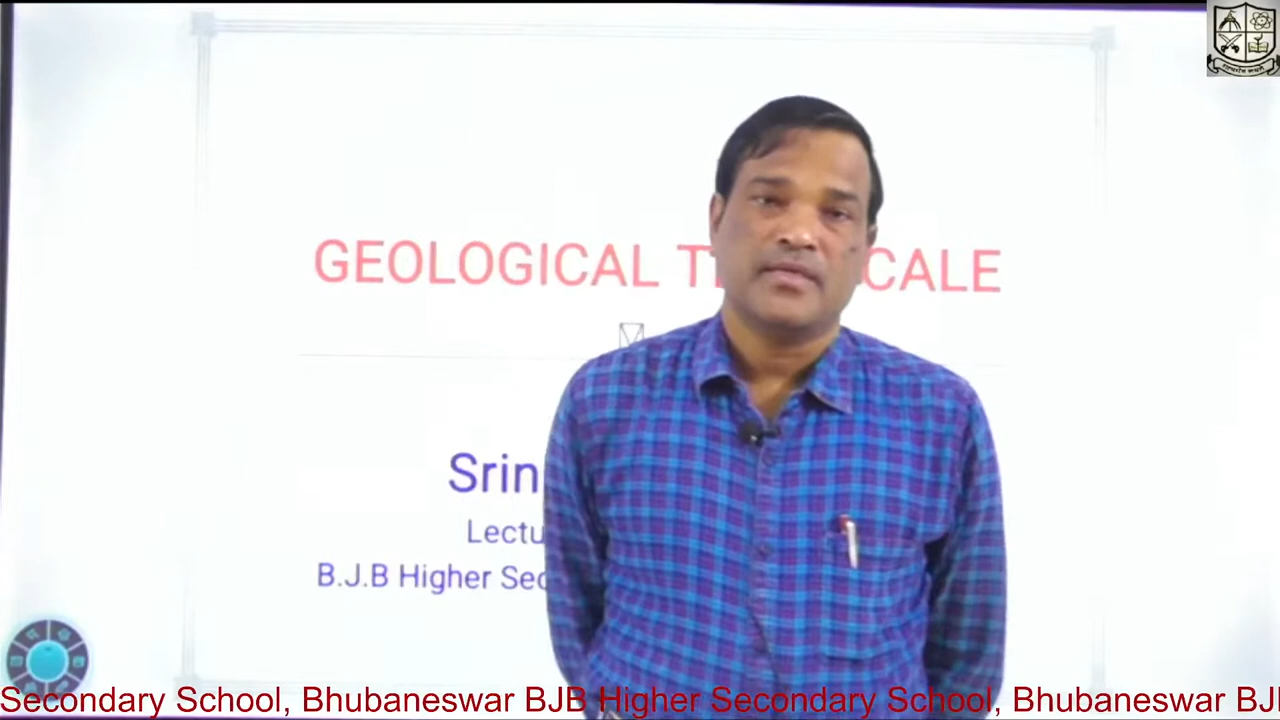 GEOLOGICAL T CALE
Srin
Lectu
B.J.B Higher Sec
Secondary School, Bhubaneswar BJB Higher Secondary School, Bhubaneswar BJ